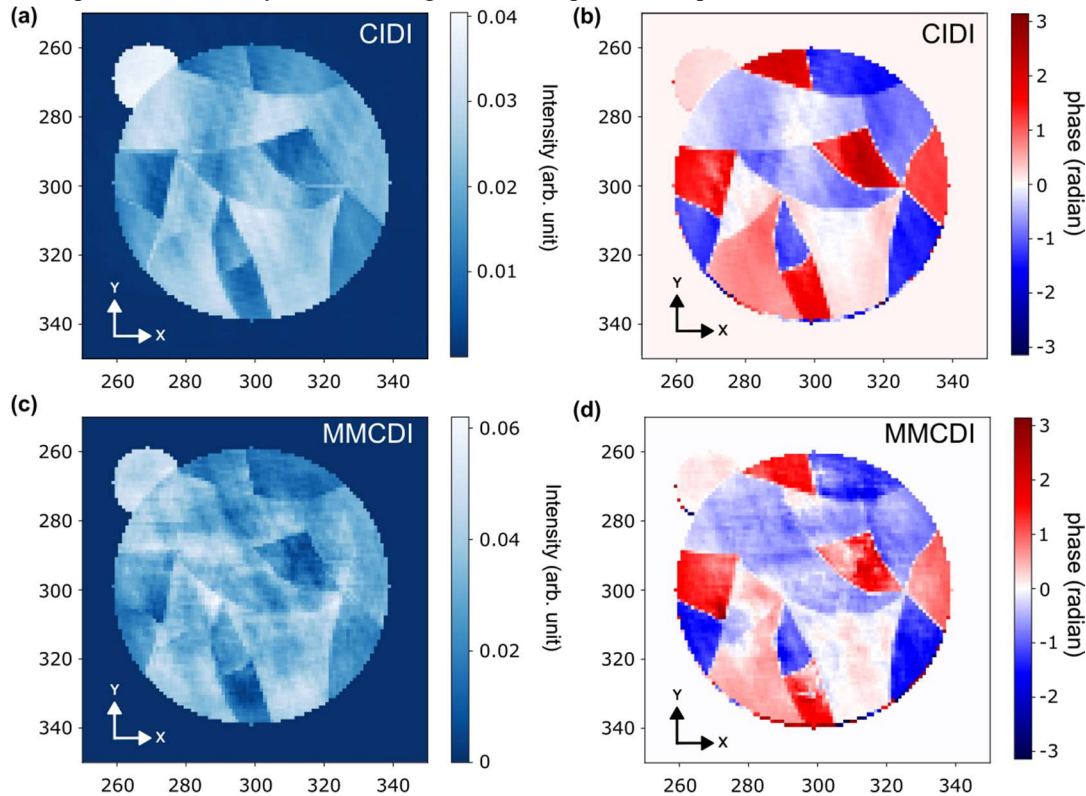 (a)
CIDI
260
280
300
320
340
Y
X
260 280 300 320 340
0.04
0.03
0.02
0.01
Intensity (arb. unit)
(b)
CIDI
260
280
300
320
340
Y
X
260 280 300 320 340
3
2
1
0
-1
-2
-3
phase (radian)
(c)
MMCDI
260
280
300
320
340
Y
X
260 280 300 320 340
0.06
0.04
0.02
0
Intensity (arb. unit)
(d)
MMCDI
260
280
300
320
340
Y
X
260 280 300 320 340
3
2
1
0
-1
-2
-3
phase (radian)